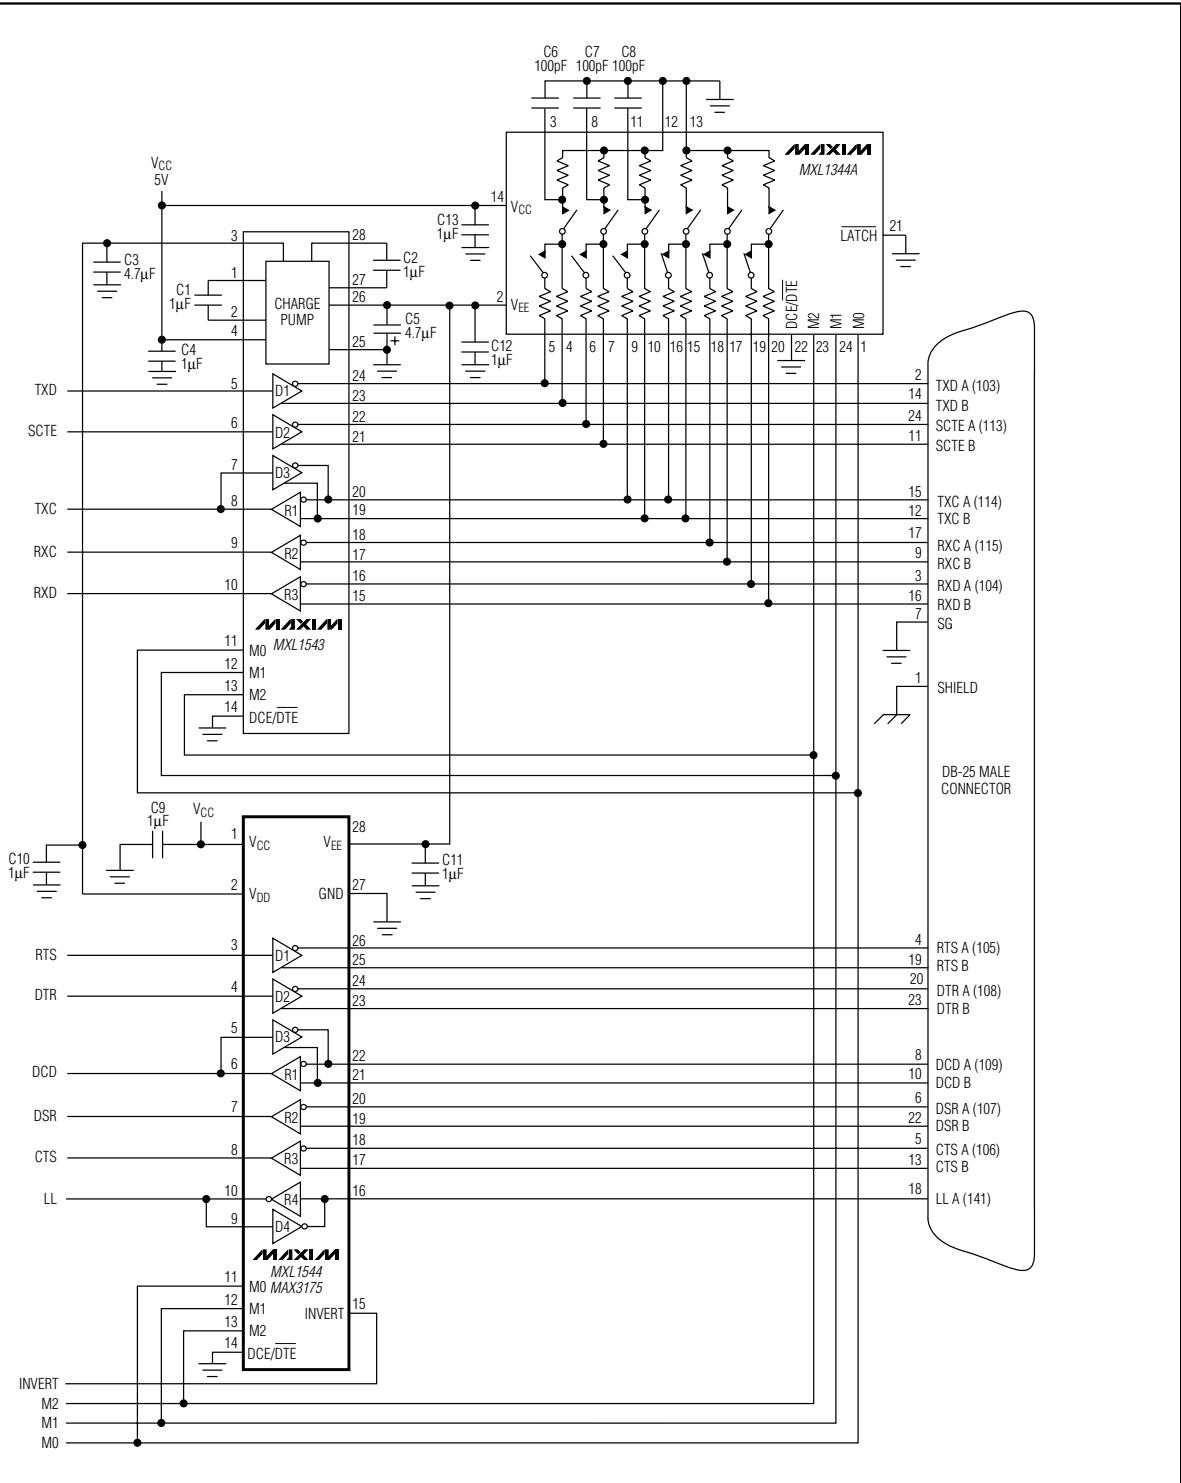 C6 C7 C8
100pF 100pF 100pF
3 8 11 12 13
MAXIM
MXL1344A
VCC
5V
14 VCC
C13
1µF
LATCH 21
3 28
C3
4.7µF
C2
1µF
1 27
C1
1µF
CHARGE
PUMP
26
2 VEE
2
C5
4.7µF
+
4 25
C4
1µF
C12
1µF
DCE/DTE
M2
M1
M0
5 4 6 7 9 10 16 15 18 17 19 20 22 23 24 1
TXD 5 D1 24 2 TXD A (103)
23 14 TXD B
SCTE 6 D2 22 24 SCTE A (113)
21 11 SCTE B
7 D3
TXC 8 R1 20 15 TXC A (114)
19 12 TXC B
RXC 9 R2 18 17 RXC A (115)
17 9 RXC B
RXD 10 R3 16 3 RXD A (104)
15 16 RXD B
7 SG
MAXIM
MXL1543
11 M0
12 M1
13 M2
14 DCE/DTE
1 SHIELD
DB-25 MALE
CONNECTOR
C9
1µF
VCC
1 VCC VEE 28
C10
1µF
C11
1µF
2 VDD GND 27
RTS 3 D1 26 4 RTS A (105)
25 19 RTS B
DTR 4 D2 24 20 DTR A (108)
23 23 DTR B
5 D3
DCD 6 R1 22 8 DCD A (109)
21 10 DCD B
DSR 7 R2 20 6 DSR A (107)
19 22 DSR B
CTS 8 R3 18 5 CTS A (106)
17 13 CTS B
LL 10 R4 16 18 LL A (141)
9 D4
MAXIM
MXL1544
MAX3175
11 M0
12 M1
INVERT 15
13 M2
14 DCE/DTE
INVERT
M2
M1
M0